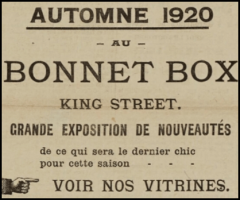 AUTOMNE 1920
- AU -
BONNET BOX
KING STREET.
GRANDE EXPOSITION DE NOUVEAUTÉS
de ce qui sera le dernier chic
pour cette saison - - -
VOIR NOS VITRINES.